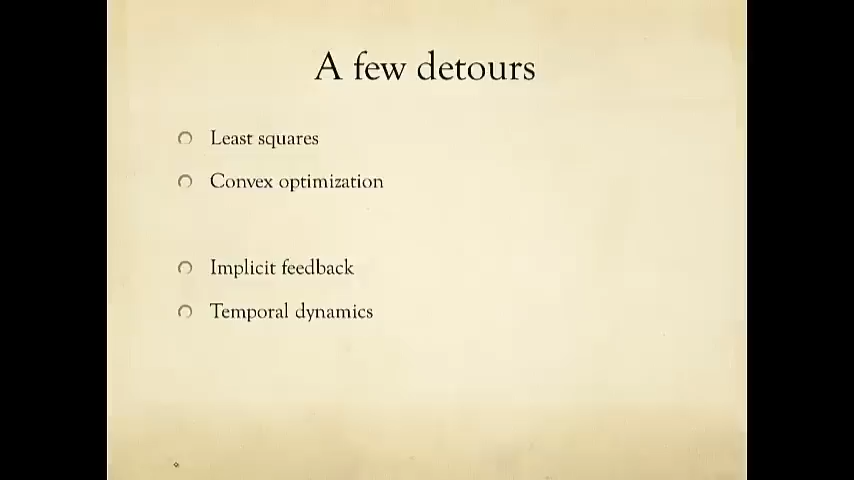 A few detours
Least squares
Convex optimization
Implicit feedback
Temporal dynamics